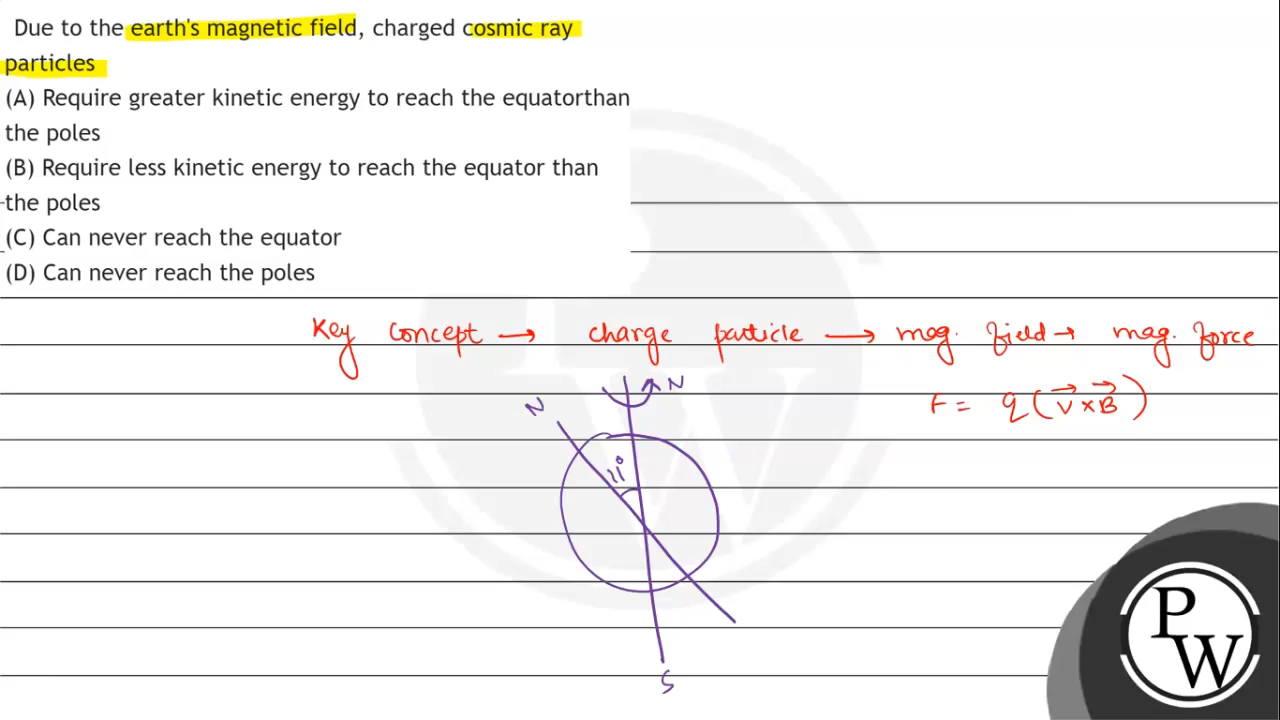 Due to the earth's magnetic field, charged cosmic ray
particles
(A) Require greater kinetic energy to reach the equatorthan
the poles
(B) Require less kinetic energy to reach the equator than
the poles
(C) Can never reach the equator
(D) Can never reach the poles
Key concept → charge particle → mag. field → mag. force
F = q(V⃗ × B⃗)
N
N
11°
S
P
W